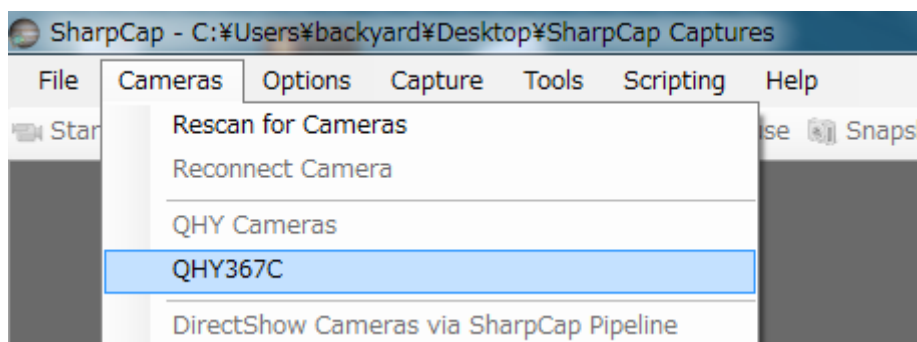 SharpCap - C:¥Users¥backyard¥Desktop¥SharpCap Captures
File Cameras Options Capture Tools Scripting Help
Rescan for Cameras
Reconnect Camera
QHY Cameras
QHY367C
DirectShow Cameras via SharpCap Pipeline